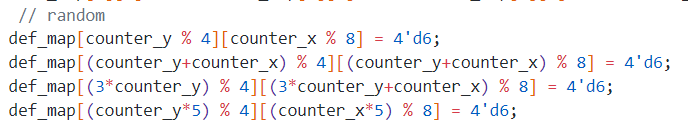 // random
def_map[counter_y % 4][counter_x % 8] = 4'd6;
def_map[(counter_y+counter_x) % 4][(counter_y+counter_x) % 8] = 4'd6;
def_map[(3*counter_y) % 4][(3*counter_y+counter_x) % 8] = 4'd6;
def_map[(counter_y*5) % 4][(counter_x*5) % 8] = 4'd6;